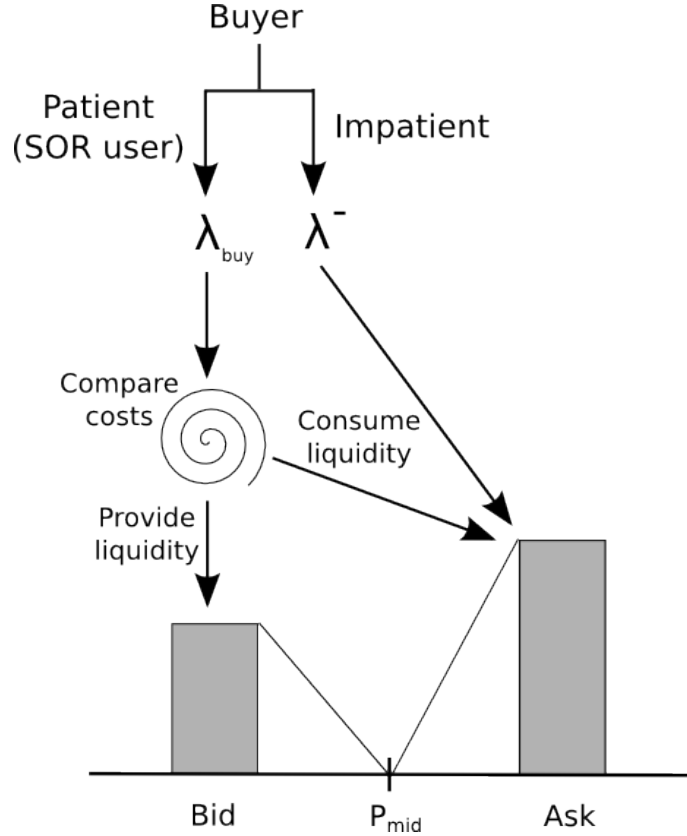 Buyer
Patient
(SOR user)
Impatient
λbuy
λ-
Compare
costs
Consume
liquidity
Provide
liquidity
Bid
Pmid
Ask